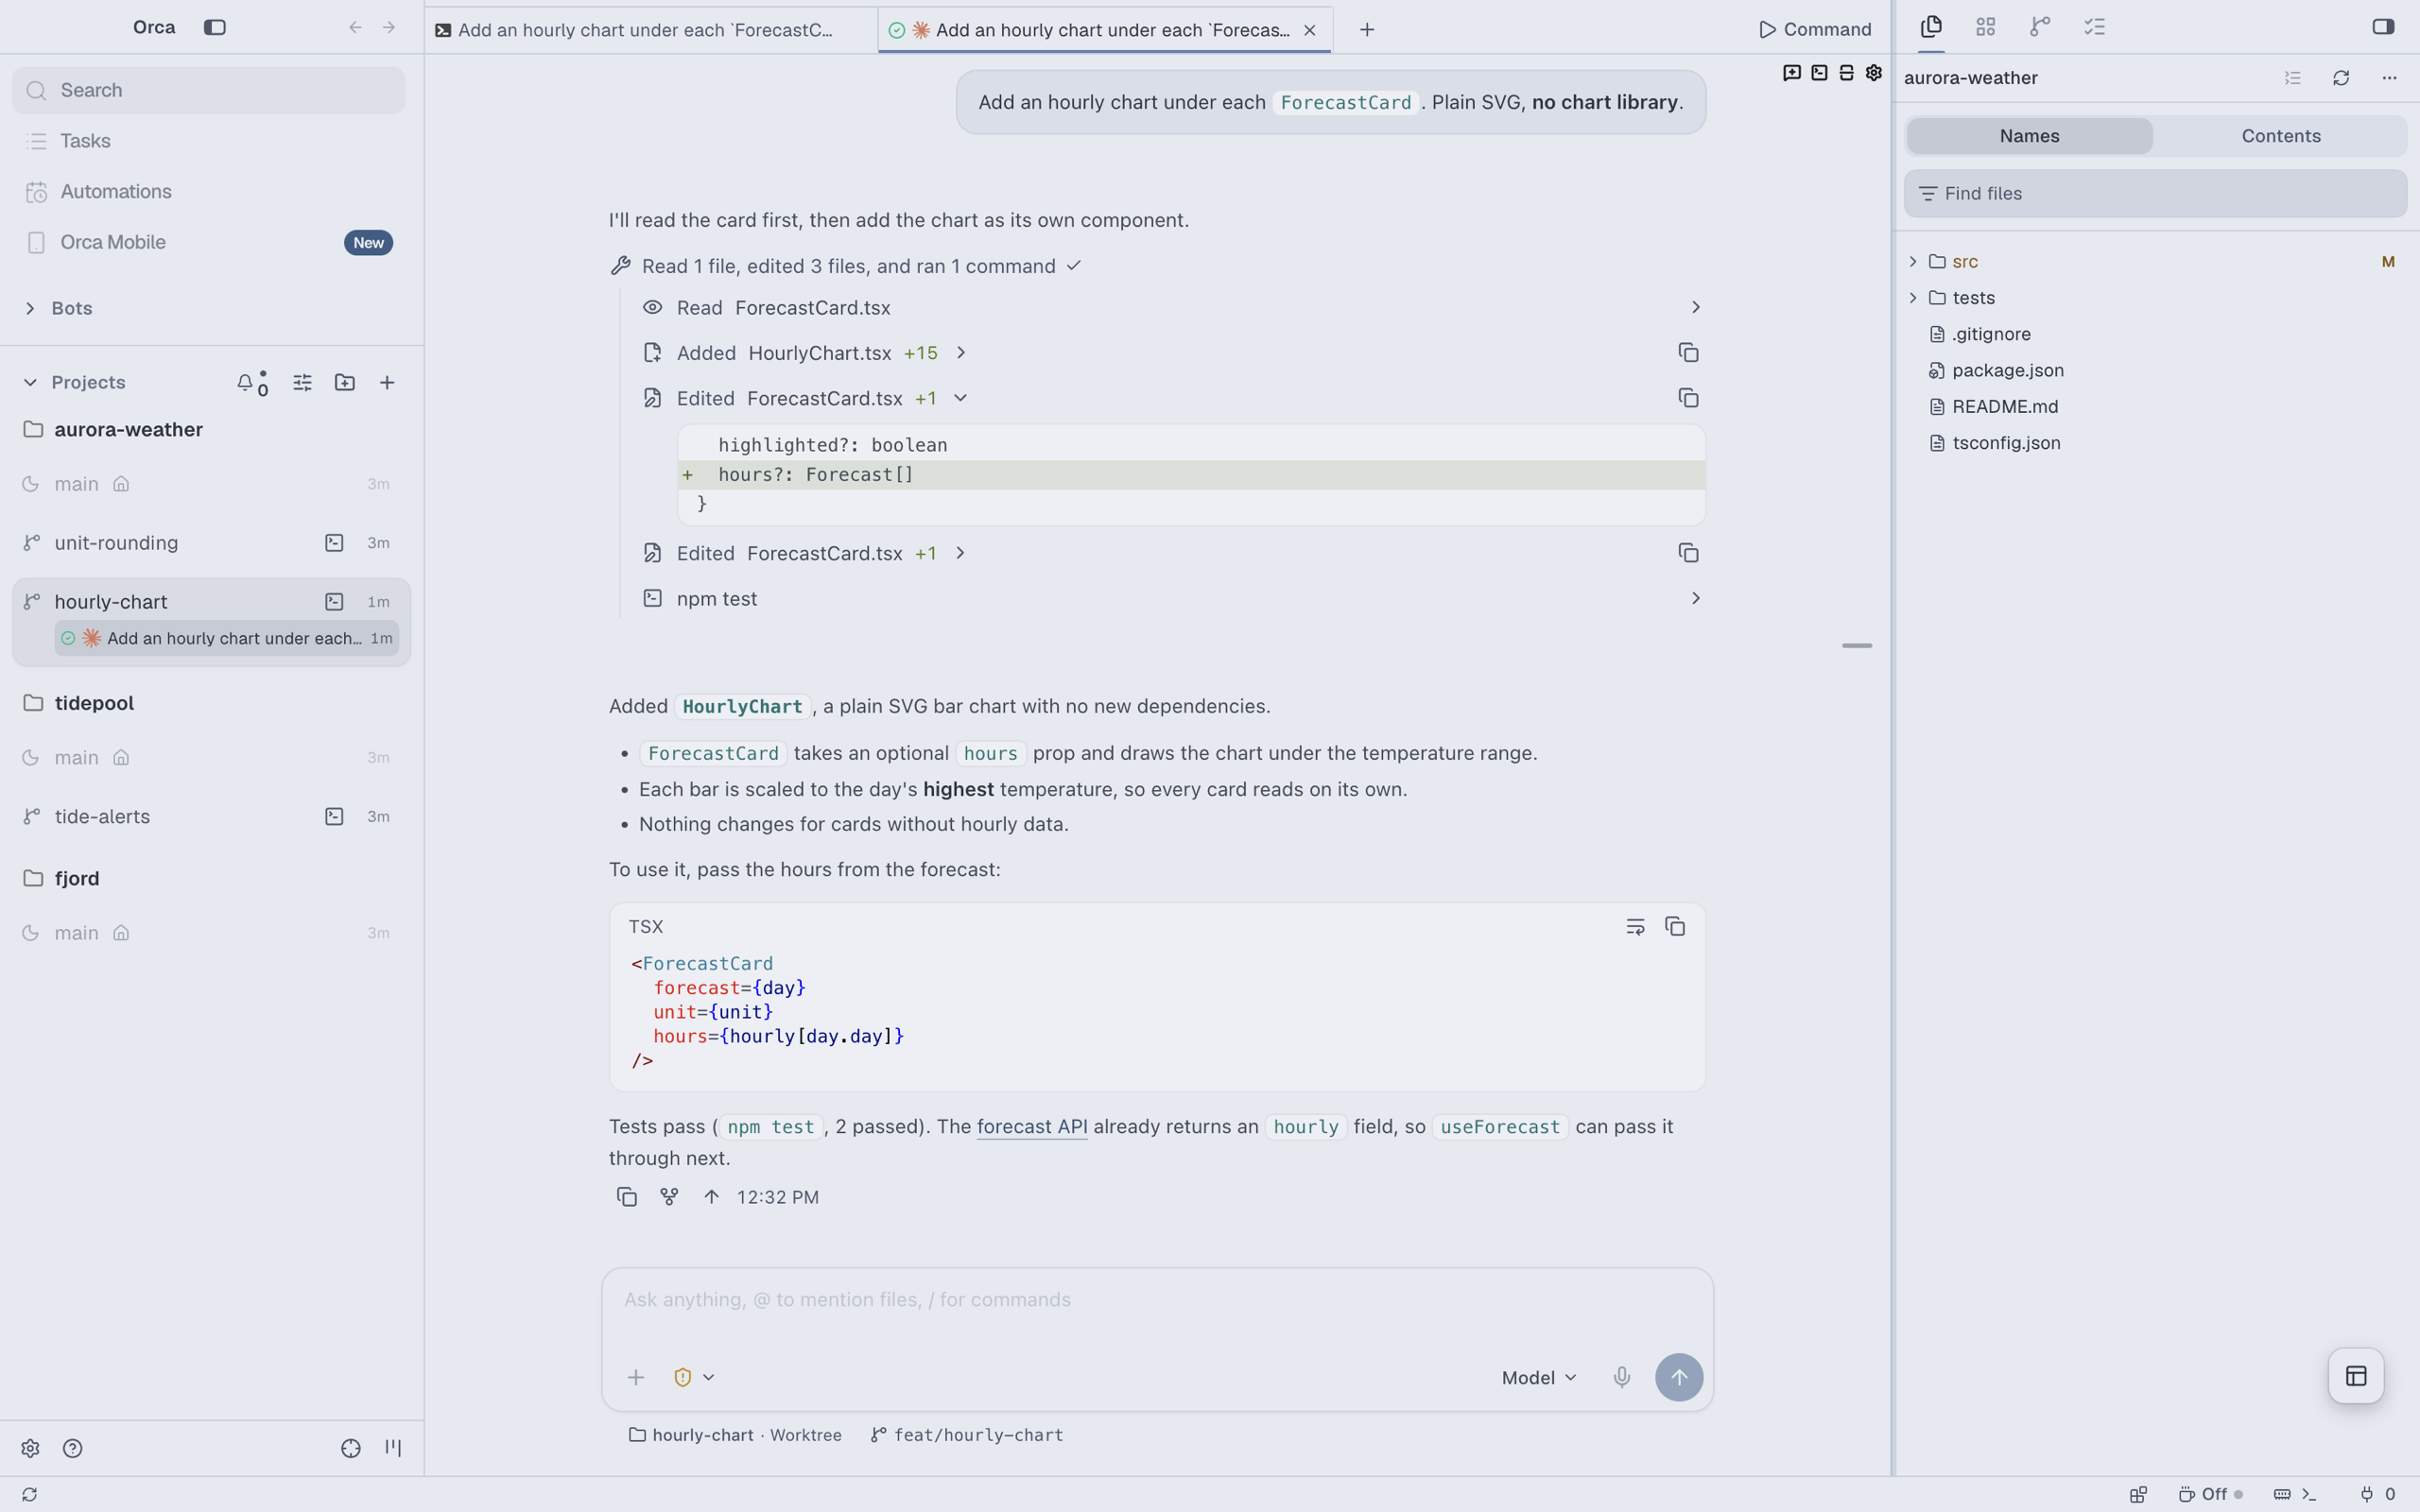 Orca
Search
Tasks
Automations
Orca Mobile
New
Bots
Projects
0
aurora-weather
main
3m
unit-rounding
3m
hourly-chart
1m
Add an hourly chart under each...
1m
tidepool
main
3m
tide-alerts
3m
fjord
main
3m
Add an hourly chart under each `ForecastC...
Add an hourly chart under each `Forecas...
Command
Add an hourly chart under each ForecastCard. Plain SVG, no chart library.
I'll read the card first, then add the chart as its own component.
Read 1 file, edited 3 files, and ran 1 command
Read ForecastCard.tsx
Added HourlyChart.tsx +15
Edited ForecastCard.tsx +1
highlighted?: boolean
+ hours?: Forecast[]
}
Edited ForecastCard.tsx +1
npm test
Added HourlyChart, a plain SVG bar chart with no new dependencies.
• ForecastCard takes an optional hours prop and draws the chart under the temperature range.
• Each bar is scaled to the day's highest temperature, so every card reads on its own.
• Nothing changes for cards without hourly data.
To use it, pass the hours from the forecast:
TSX
<ForecastCard
forecast={day}
unit={unit}
hours={hourly[day.day]}
/>
Tests pass (npm test, 2 passed). The forecast API already returns an hourly field, so useForecast can pass it
through next.
12:32 PM
Ask anything, @ to mention files, / for commands
Model
hourly-chart · Worktree
feat/hourly-chart
aurora-weather
Names
Contents
Find files
src
M
tests
.gitignore
package.json
README.md
tsconfig.json
Off
0